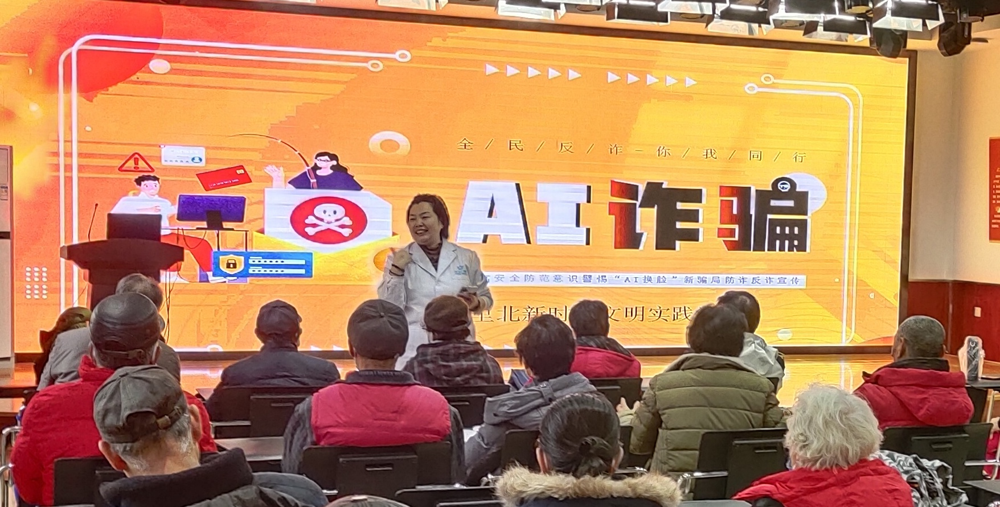 全/民/反/诈-你/我/同/行
AI诈骗
安全防范意识警惕“AI换脸”新骗局防诈反诈宣传
里北新时 文明实践